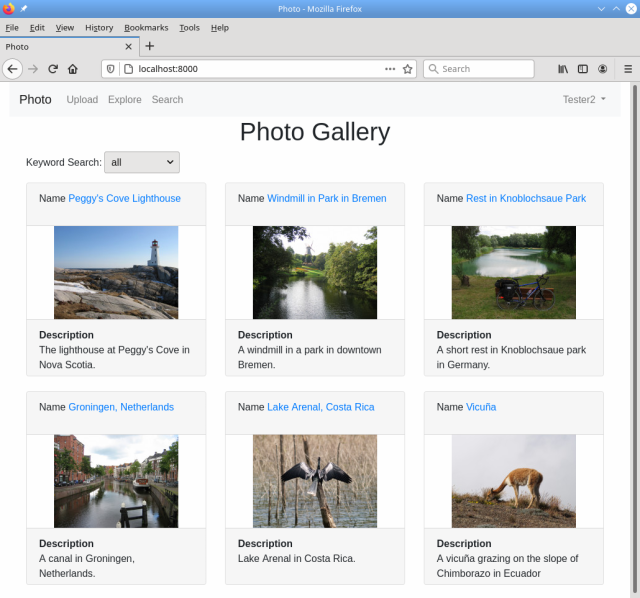 Photo - Mozilla Firefox
File Edit View History Bookmarks Tools Help
Photo
localhost:8000
Search
Photo Upload Explore Search Tester2
Photo Gallery
Keyword Search: all
Name Peggy's Cove Lighthouse
Name Windmill in Park in Bremen
Name Rest in Knoblochsaue Park
Description
The lighthouse at Peggy's Cove in
Nova Scotia.
Description
A windmill in a park in downtown
Bremen.
Description
A short rest in Knoblochsaue park
in Germany.
Name Groningen, Netherlands
Name Lake Arenal, Costa Rica
Name Vicuña
Description
A canal in Groningen,
Netherlands.
Description
Lake Arenal in Costa Rica.
Description
A vicuña grazing on the slope of
Chimborazo in Ecuador